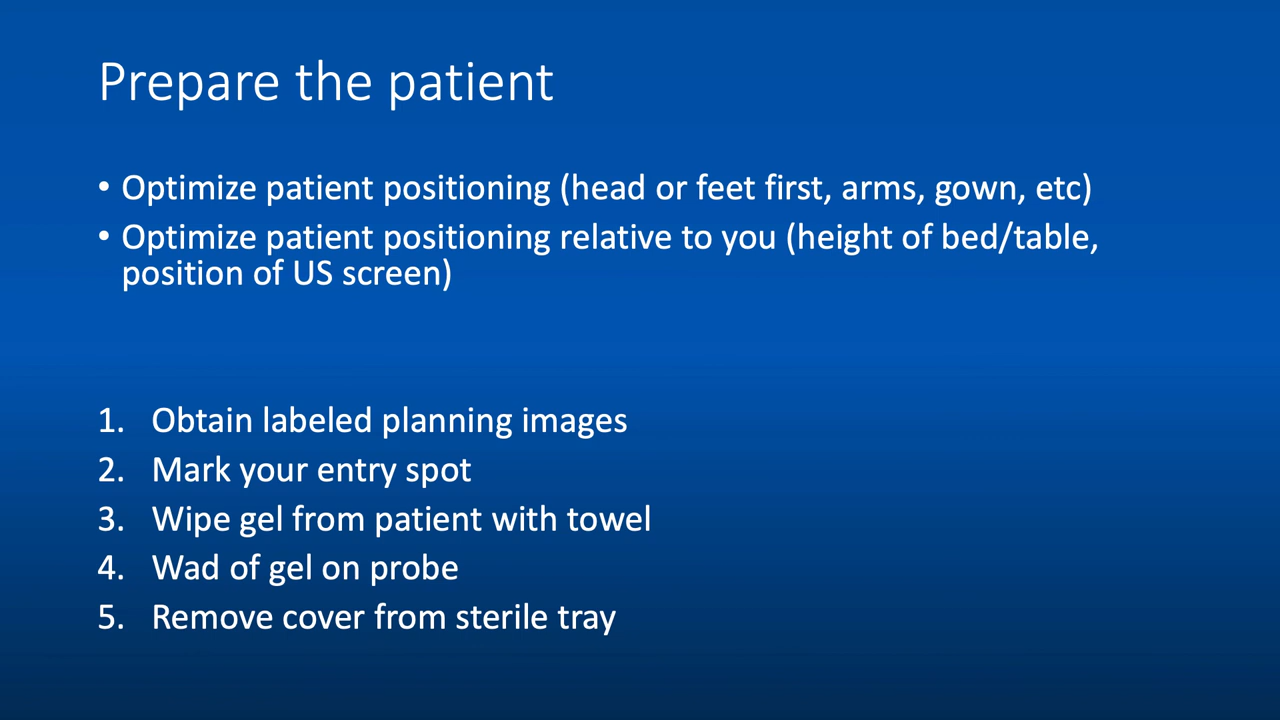 Prepare the patient
• Optimize patient positioning (head or feet first, arms, gown, etc)
• Optimize patient positioning relative to you (height of bed/table,
position of US screen)
1. Obtain labeled planning images
2. Mark your entry spot
3. Wipe gel from patient with towel
4. Wad of gel on probe
5. Remove cover from sterile tray